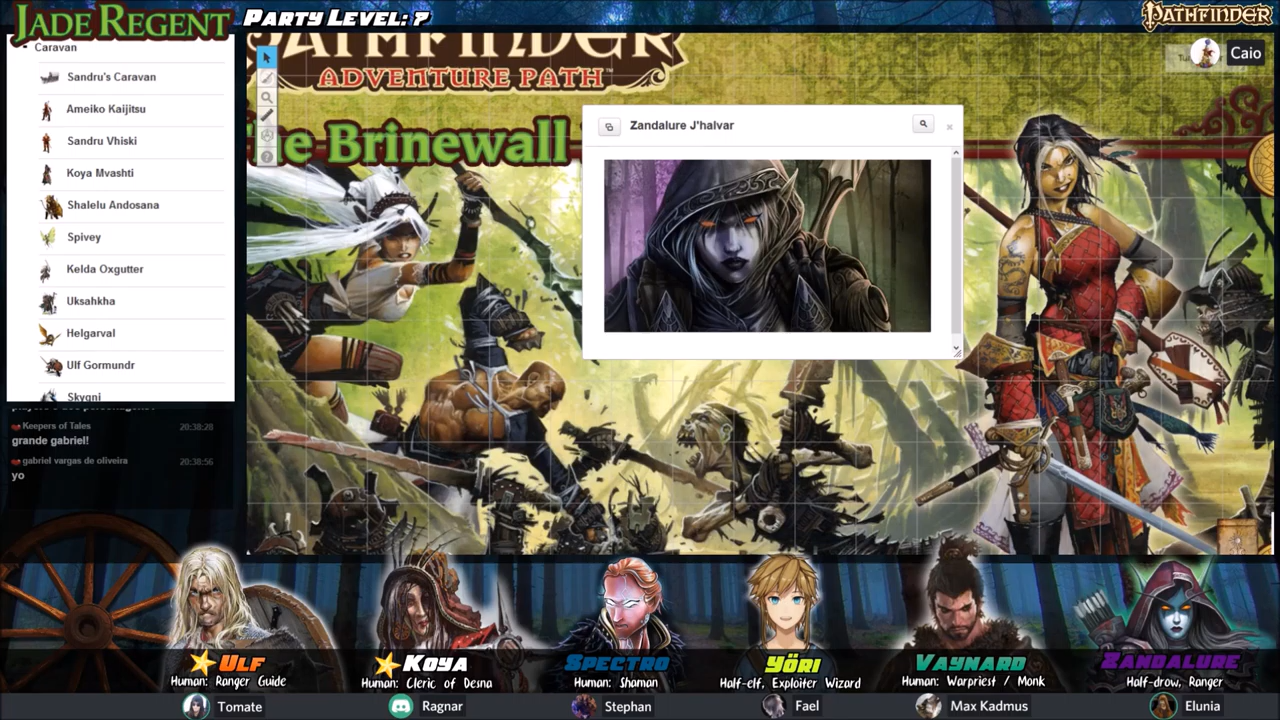 JADE REGENT
PARTY LEVEL: 7
PATHFINDER
Caravan
Sandru's Caravan
Ameiko Kaijitsu
Sandru Vhiski
Koya Mvashti
Shalelu Andosana
Spivey
Kelda Oxgutter
Uksahkha
Helgarval
Ulf Gormundr
Skygni
PATHFINDER
ADVENTURE PATH™
The Brinewall
Zandalure J'halvar
Caio
Keepers of Tales 20:38:28
grande gabriel!
gabriel vargas de oliveira 20:38:56
yo
ULF
Human: Ranger Guide
Tomate
KOYA
Human: Cleric of Desna
Ragnar
SPECTRO
Human: Shaman
Stephan
YÖRI
Half-elf, Exploiter Wizard
Fael
VAYNARD
Human: Warpriest / Monk
Max Kadmus
ZANDALURE
Half-drow, Ranger
Elunia